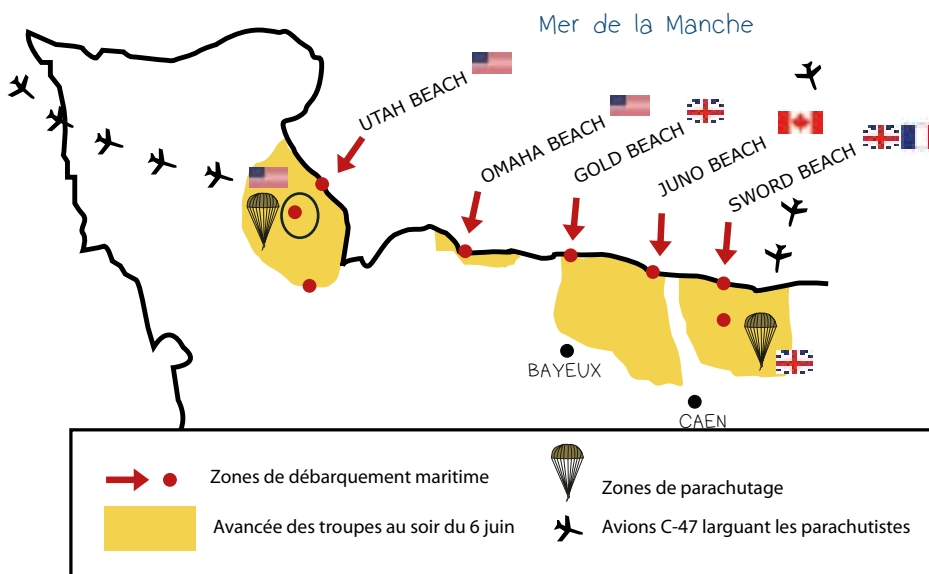 Mer de la Manche
UTAH BEACH
OMAHA BEACH
GOLD BEACH
JUNO BEACH
SWORD BEACH
BAYEUX
CAEN
Zones de débarquement maritime
Zones de parachutage
Avancée des troupes au soir du 6 juin
Avions C-47 larguant les parachutistes